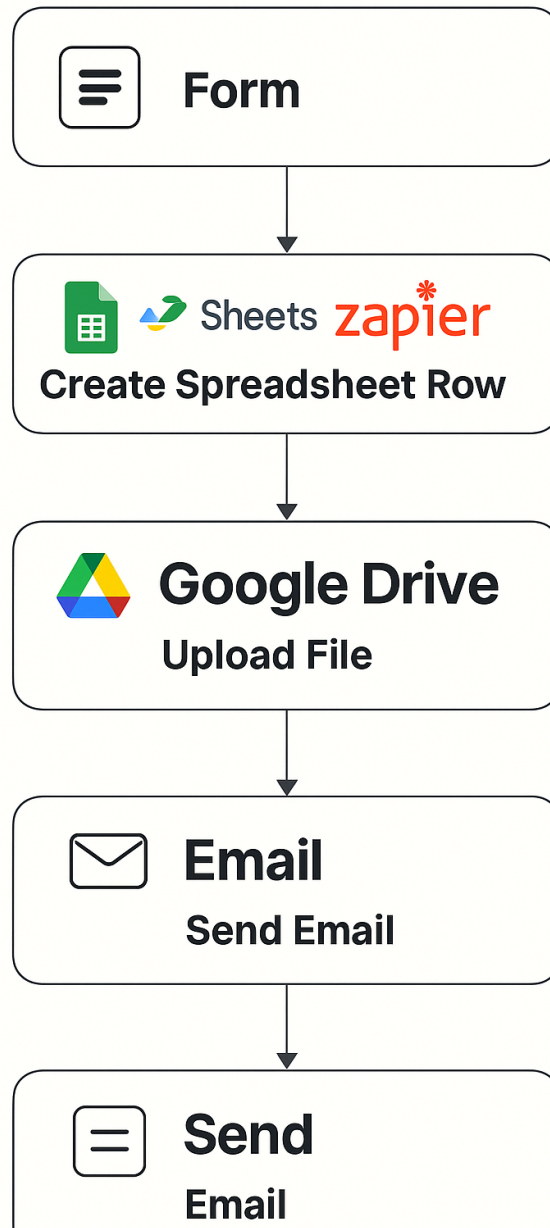 Form
Sheets zapier
Create Spreadsheet Row
Google Drive
Upload File
Email
Send Email
Send
Email